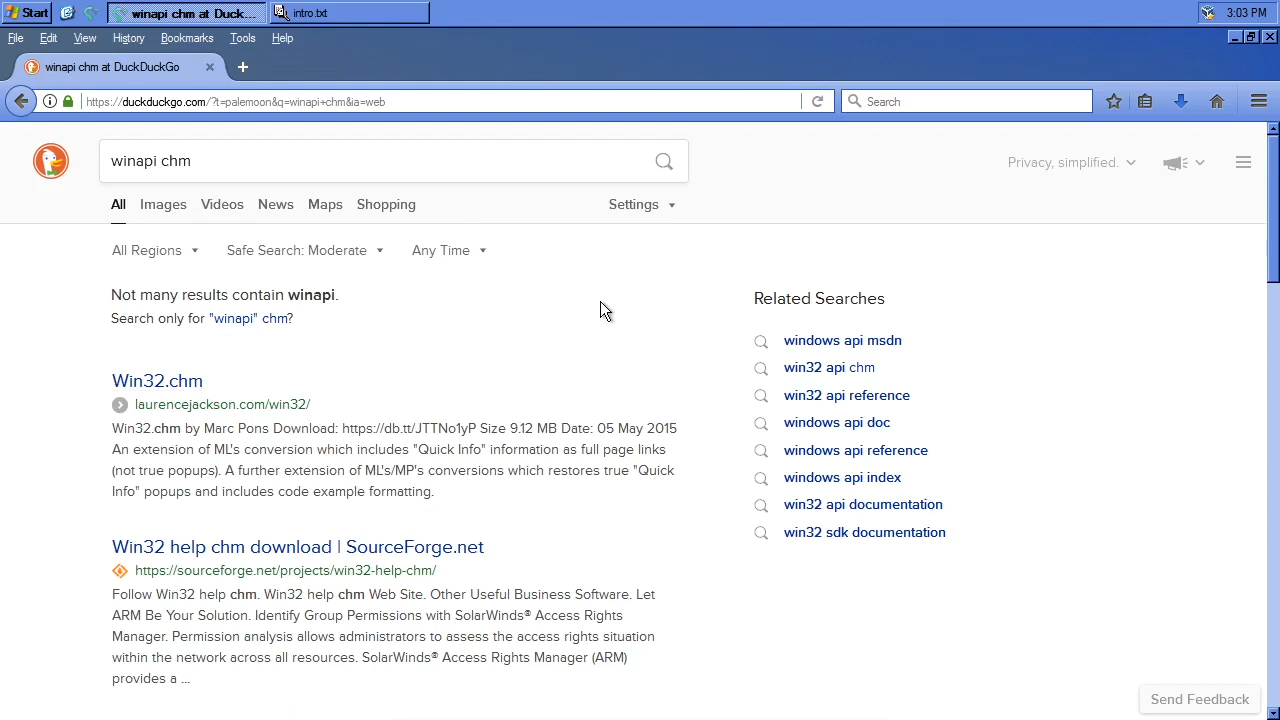 Start
winapi chm at Duck...
intro.txt
3:03 PM
File Edit View History Bookmarks Tools Help
winapi chm at DuckDuckGo
https://duckduckgo.com/?t=palemoon&q=winapi+chm&ia=web
Search
winapi chm
Privacy, simplified.
All Images Videos News Maps Shopping Settings
All Regions Safe Search: Moderate Any Time
Not many results contain winapi.
Search only for "winapi" chm?
Win32.chm
laurencejackson.com/win32/
Win32.chm by Marc Pons Download: https://db.tt/JTTNo1yP Size 9.12 MB Date: 05 May 2015
An extension of ML's conversion which includes "Quick Info" information as full page links
(not true popups). A further extension of ML's/MP's conversions which restores true "Quick
Info" popups and includes code example formatting.
Win32 help chm download | SourceForge.net
https://sourceforge.net/projects/win32-help-chm/
Follow Win32 help chm. Win32 help chm Web Site. Other Useful Business Software. Let
ARM Be Your Solution. Identify Group Permissions with SolarWinds® Access Rights
Manager. Permission analysis allows administrators to assess the access rights situation
within the network across all resources. SolarWinds® Access Rights Manager (ARM)
provides a ...
Related Searches
windows api msdn
win32 api chm
win32 api reference
windows api doc
windows api reference
windows api index
win32 api documentation
win32 sdk documentation
Send Feedback